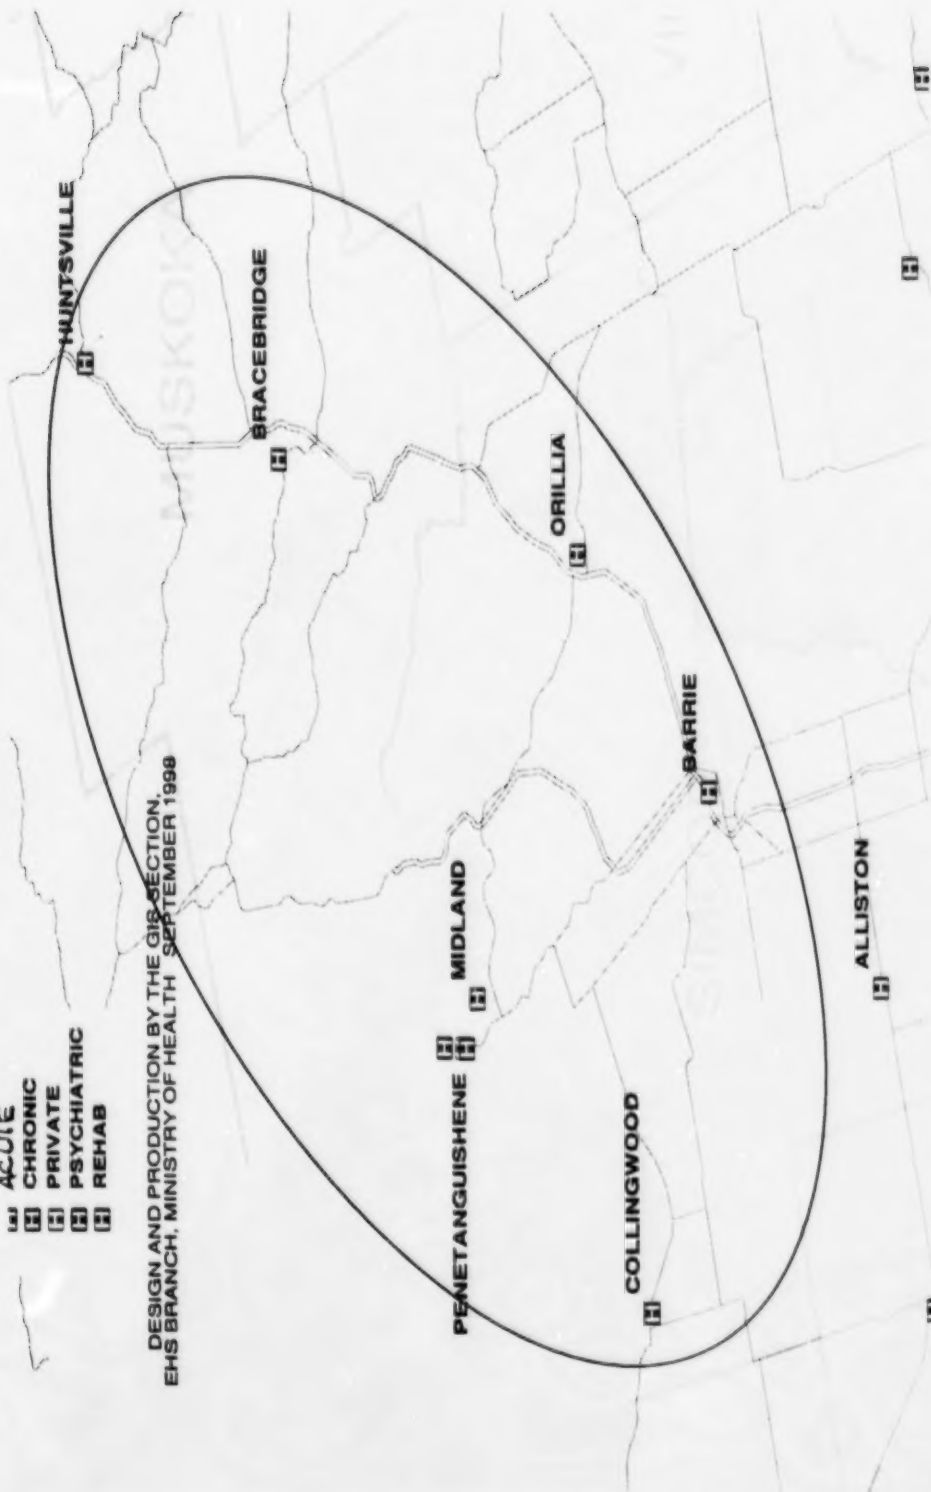 ACUTE
CHRONIC
PRIVATE
PSYCHIATRIC
REHAB
DESIGN AND PRODUCTION BY THE GIS SECTION,
EHS BRANCH, MINISTRY OF HEALTH SEPTEMBER 1998
HUNTSVILLE
MUSKOKA
BRACEBRIDGE
ORILLIA
BARRIE
MIDLAND
PENETANGUISHENE
COLLINGWOOD
ALLISTON